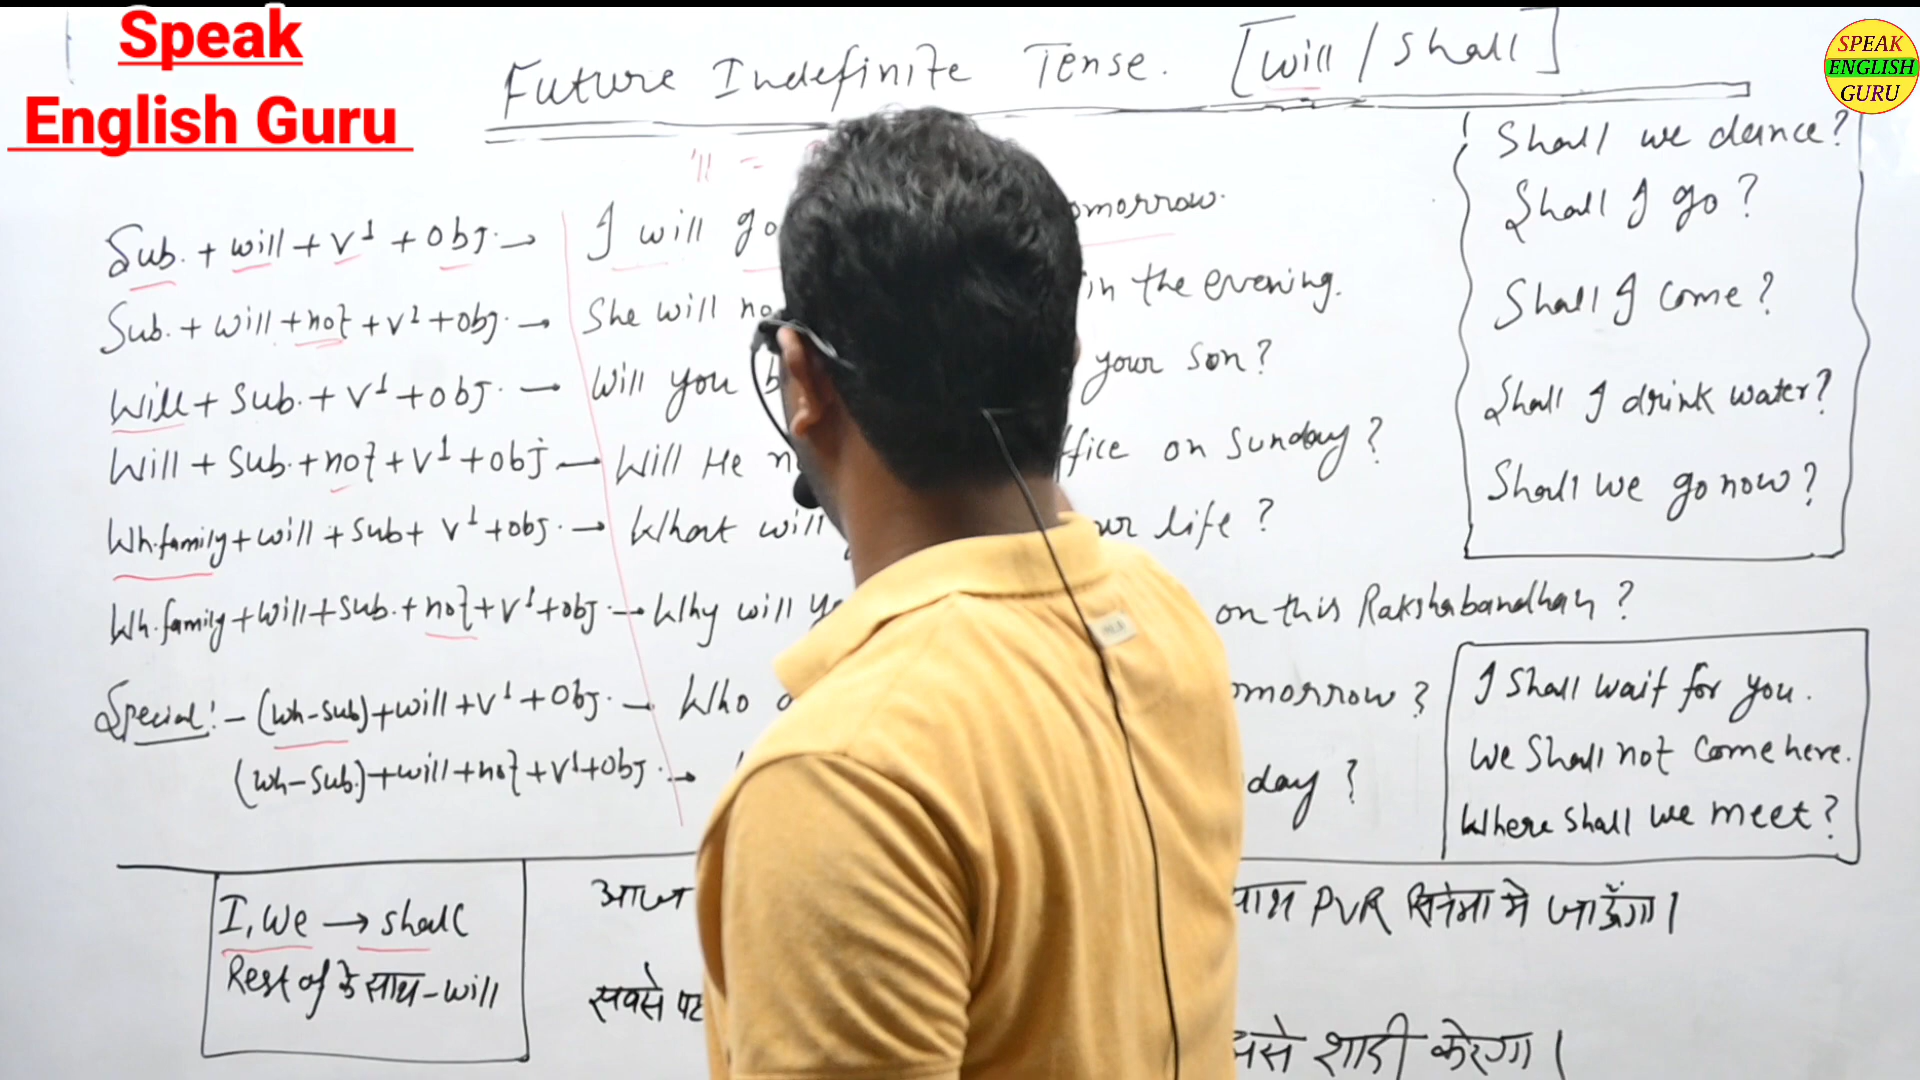 Speak
English Guru
SPEAK
ENGLISH
GURU
Future Indefinite Tense. [will / Shall]
'll =
Sub. + will + V¹ + obj. → I will go tomorrow.
Sub. + will + not + V¹ + obj. → She will in the evening.
Will + Sub. + V¹ + obj. → Will you your son?
Will + Sub. + not + V¹ + obj → Will He on Sunday?
Wh.family + will + sub + V¹ + obj. → What will life?
Wh.family + will + sub. + not + V¹ + obj. → Why will on this Rakshabandhan?
Special:- (wh-sub) + will + V¹ + Obj. → Who tomorrow?
(wh-sub.) + will + not + V¹ + obj. → day?
Shall we dance?
Shall I go?
Shall I come?
Shall I drink water?
Shall we go now?
I Shall wait for you.
We Shall not come here.
Where shall we meet?
I, We → shall
Rest of के साथ - will
आज PVR सिनेमा मे जाऊँगा।
सबसे शादी करेगा।